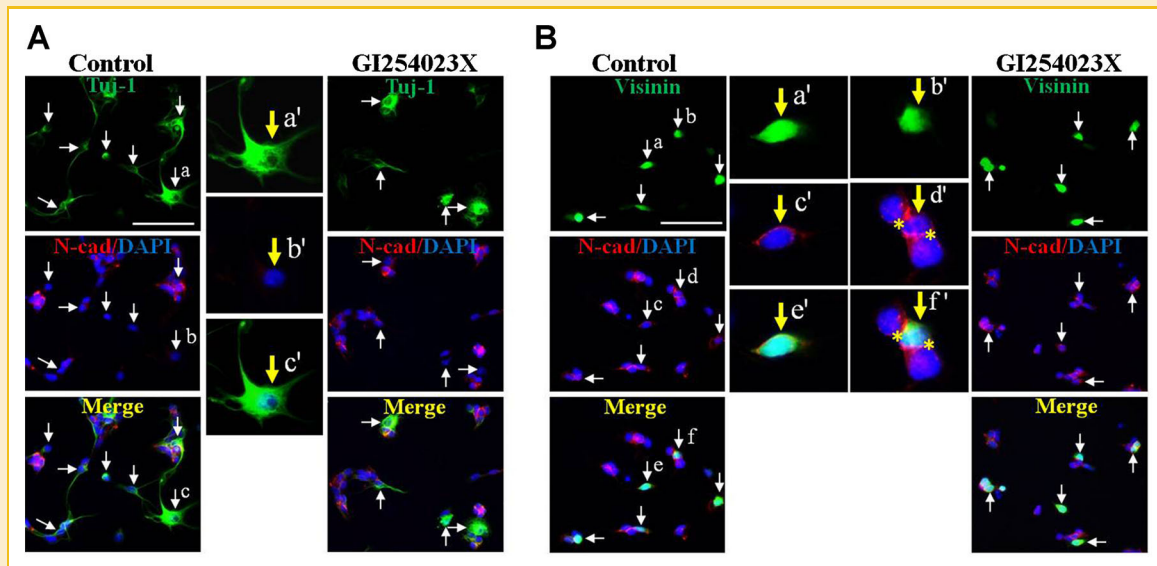 A
B
Control
GI254023X
Control
GI254023X
Tuj-1
a
a'
Tuj-1
Visinin
a
b
a'
b'
Visinin
N-cad/DAPI
b
b'
N-cad/DAPI
N-cad/DAPI
c
d
c'
d'
*
*
N-cad/DAPI
Merge
c
c'
Merge
Merge
e
f
e'
f'
*
*
Merge